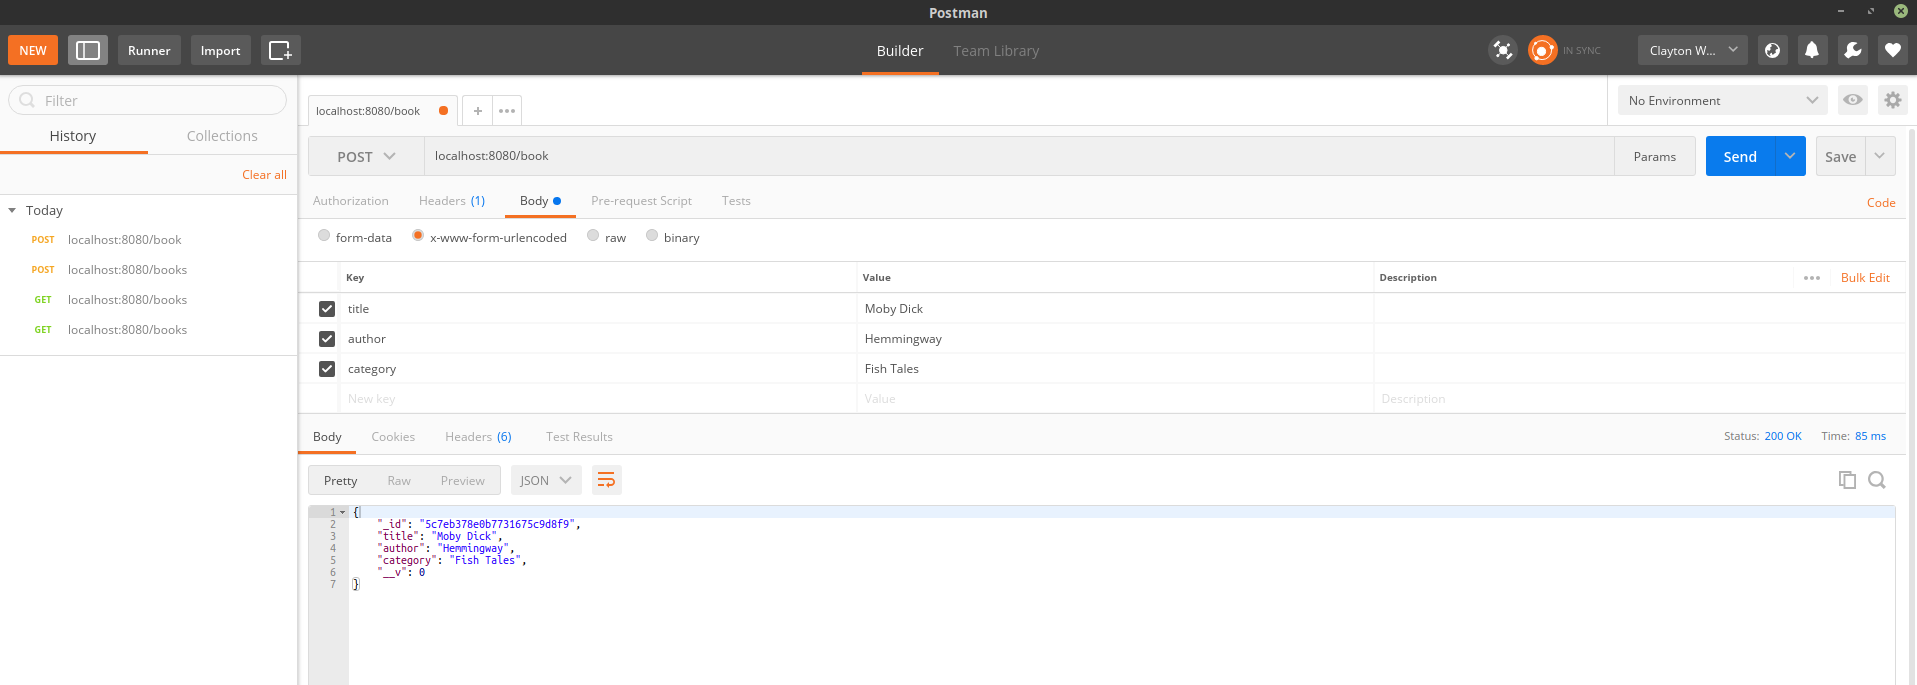 Postman
NEW Runner Import Builder Team Library IN SYNC Clayton W...
Filter
History Collections
Clear all
Today
POST localhost:8080/book
POST localhost:8080/books
GET localhost:8080/books
GET localhost:8080/books
localhost:8080/book + ••• No Environment
POST localhost:8080/book Params Send Save
Authorization Headers (1) Body Pre-request Script Tests Code
form-data x-www-form-urlencoded raw binary
Key Value Description ••• Bulk Edit
title Moby Dick
author Hemmingway
category Fish Tales
New key Value Description
Body Cookies Headers (6) Test Results Status: 200 OK Time: 85 ms
Pretty Raw Preview JSON
1 {
2 "_id": "5c7eb378e0b7731675c9d8f9",
3 "title": "Moby Dick",
4 "author": "Hemmingway",
5 "category": "Fish Tales",
6 "__v": 0
7 }